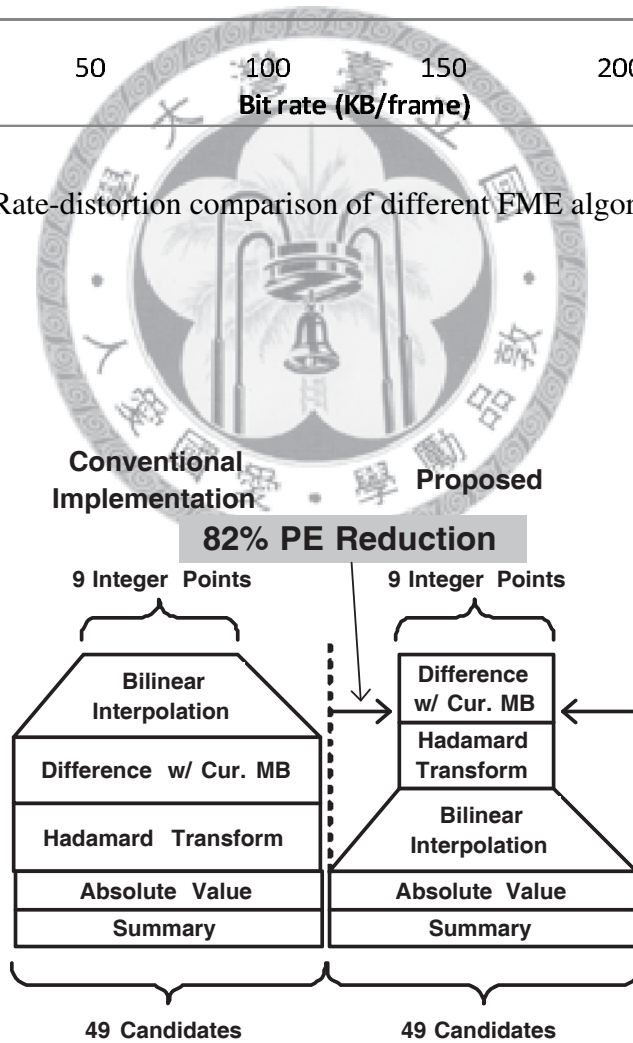 50 100 150 200
Bit rate (KB/frame)
Rate-distortion comparison of different FME algor
Conventional
Implementation
Proposed
82% PE Reduction
9 Integer Points
9 Integer Points
Bilinear
Interpolation
Difference w/ Cur. MB
Hadamard Transform
Absolute Value
Summary
49 Candidates
Difference
w/ Cur. MB
Hadamard
Transform
Bilinear
Interpolation
Absolute Value
Summary
49 Candidates